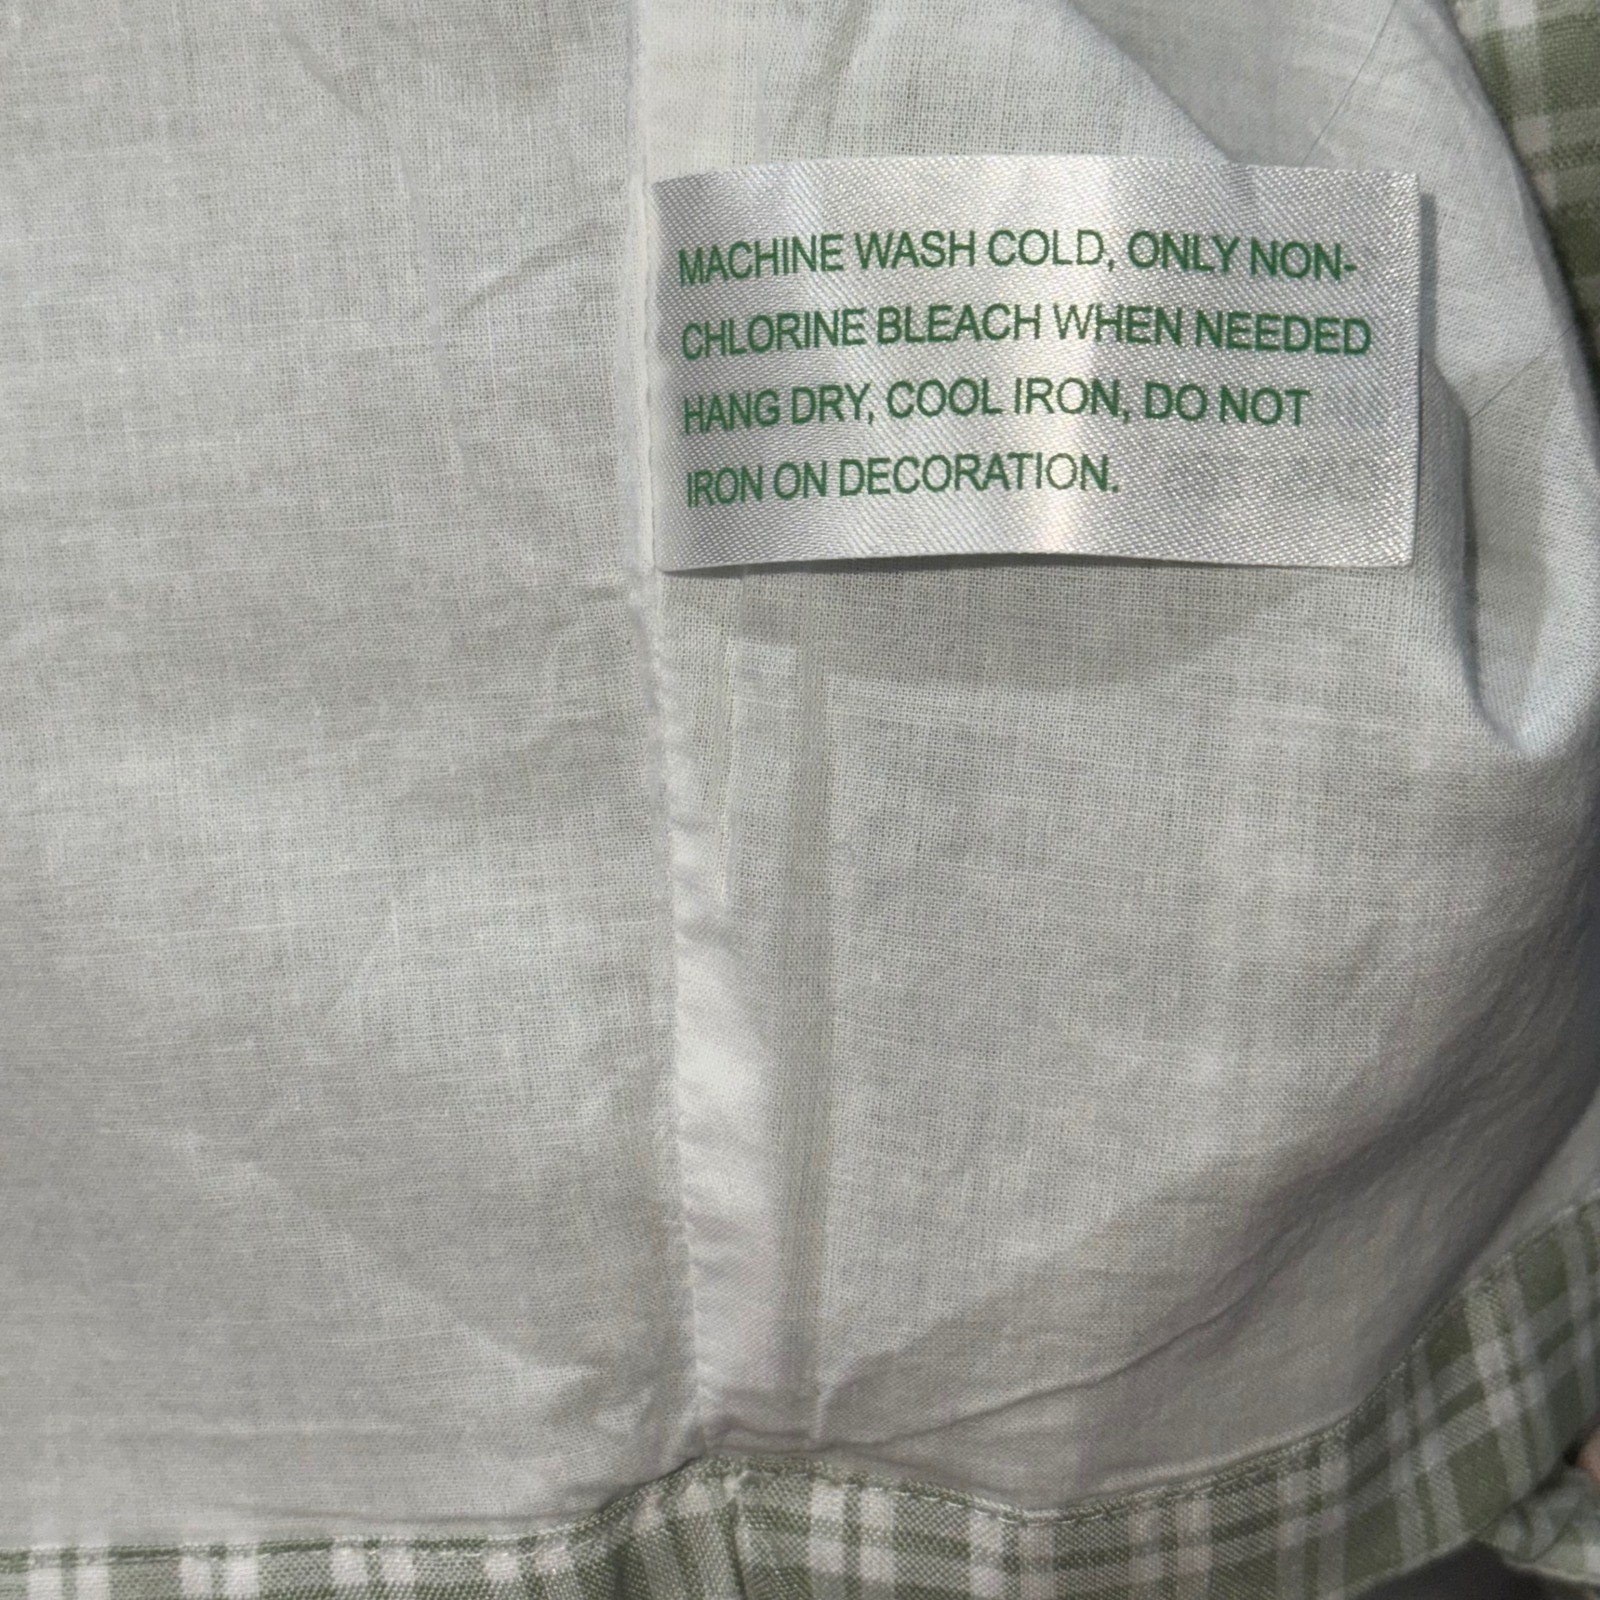 MACHINE WASH COLD, ONLY NON-
CHLORINE BLEACH WHEN NEEDED
HANG DRY, COOL IRON, DO NOT
IRON ON DECORATION.